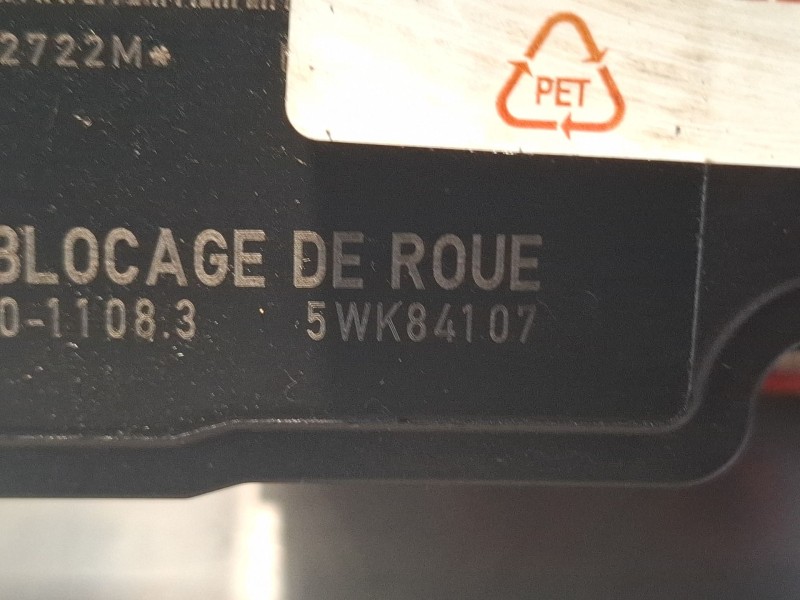 2722M*
PET
BLOCAGE DE ROUE
0-1108.3 5WK84107